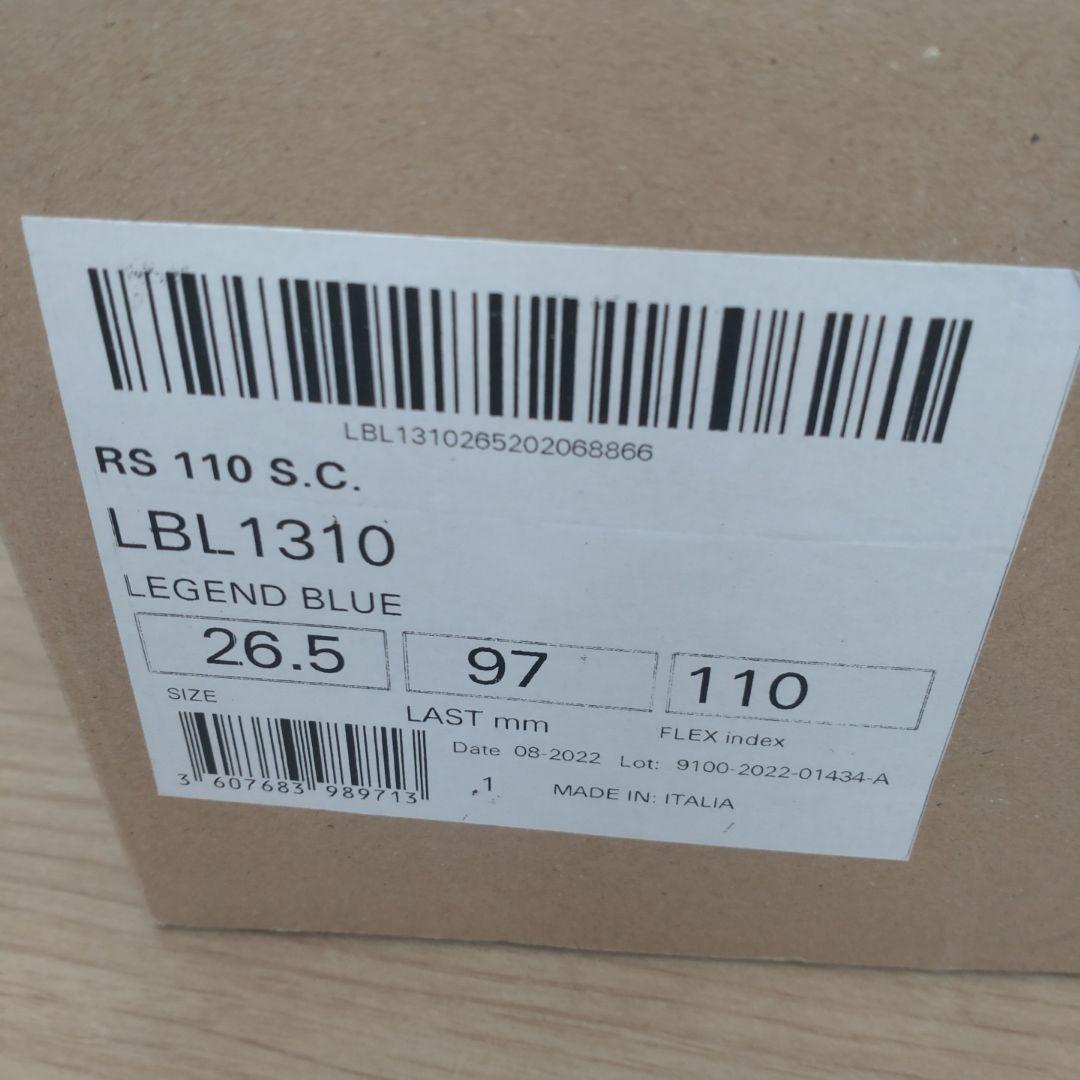 LBL1310265202068866
RS 110 S.C.
LBL1310
LEGEND BLUE
26.5 97 110
SIZE LAST mm FLEX index
Date 08-2022 Lot: 9100-2022-01434-A
3 607683 989713 .1 MADE IN: ITALIA